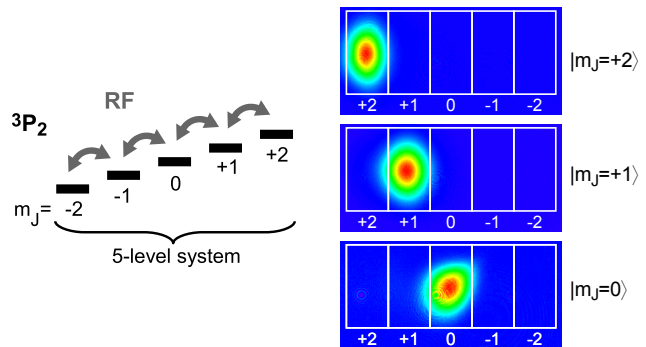 RF
³P₂
m_J= -2 -1 0 +1 +2
5-level system
+2 +1 0 -1 -2
|m_J=+2⟩
+2 +1 0 -1 -2
|m_J=+1⟩
+2 +1 0 -1 -2
|m_J=0⟩